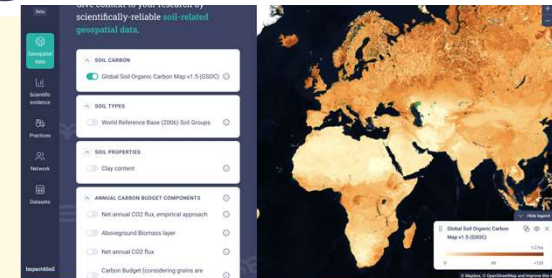 Give context to your research by
scientifically-reliable soil-related
geospatial data.
Beta
Geospatial
data
Scientific
evidence
Practices
Network
Datasets
Impact4Soil
SOIL CARBON
Global Soil Organic Carbon Map v1.5 (GSOC)
SOIL TYPES
World Reference Base (2006) Soil Groups
SOIL PROPERTIES
Clay content
ANNUAL CARBON BUDGET COMPONENTS
Net annual CO2 flux, empirical approach
Aboveground Biomass layer
Net annual CO2 flux
Carbon Budget (considering grains are
Hide legend
Global Soil Organic Carbon
Map v1.5 (GSOC)
0
© Mapbox, © OpenStreetMap and Improve this